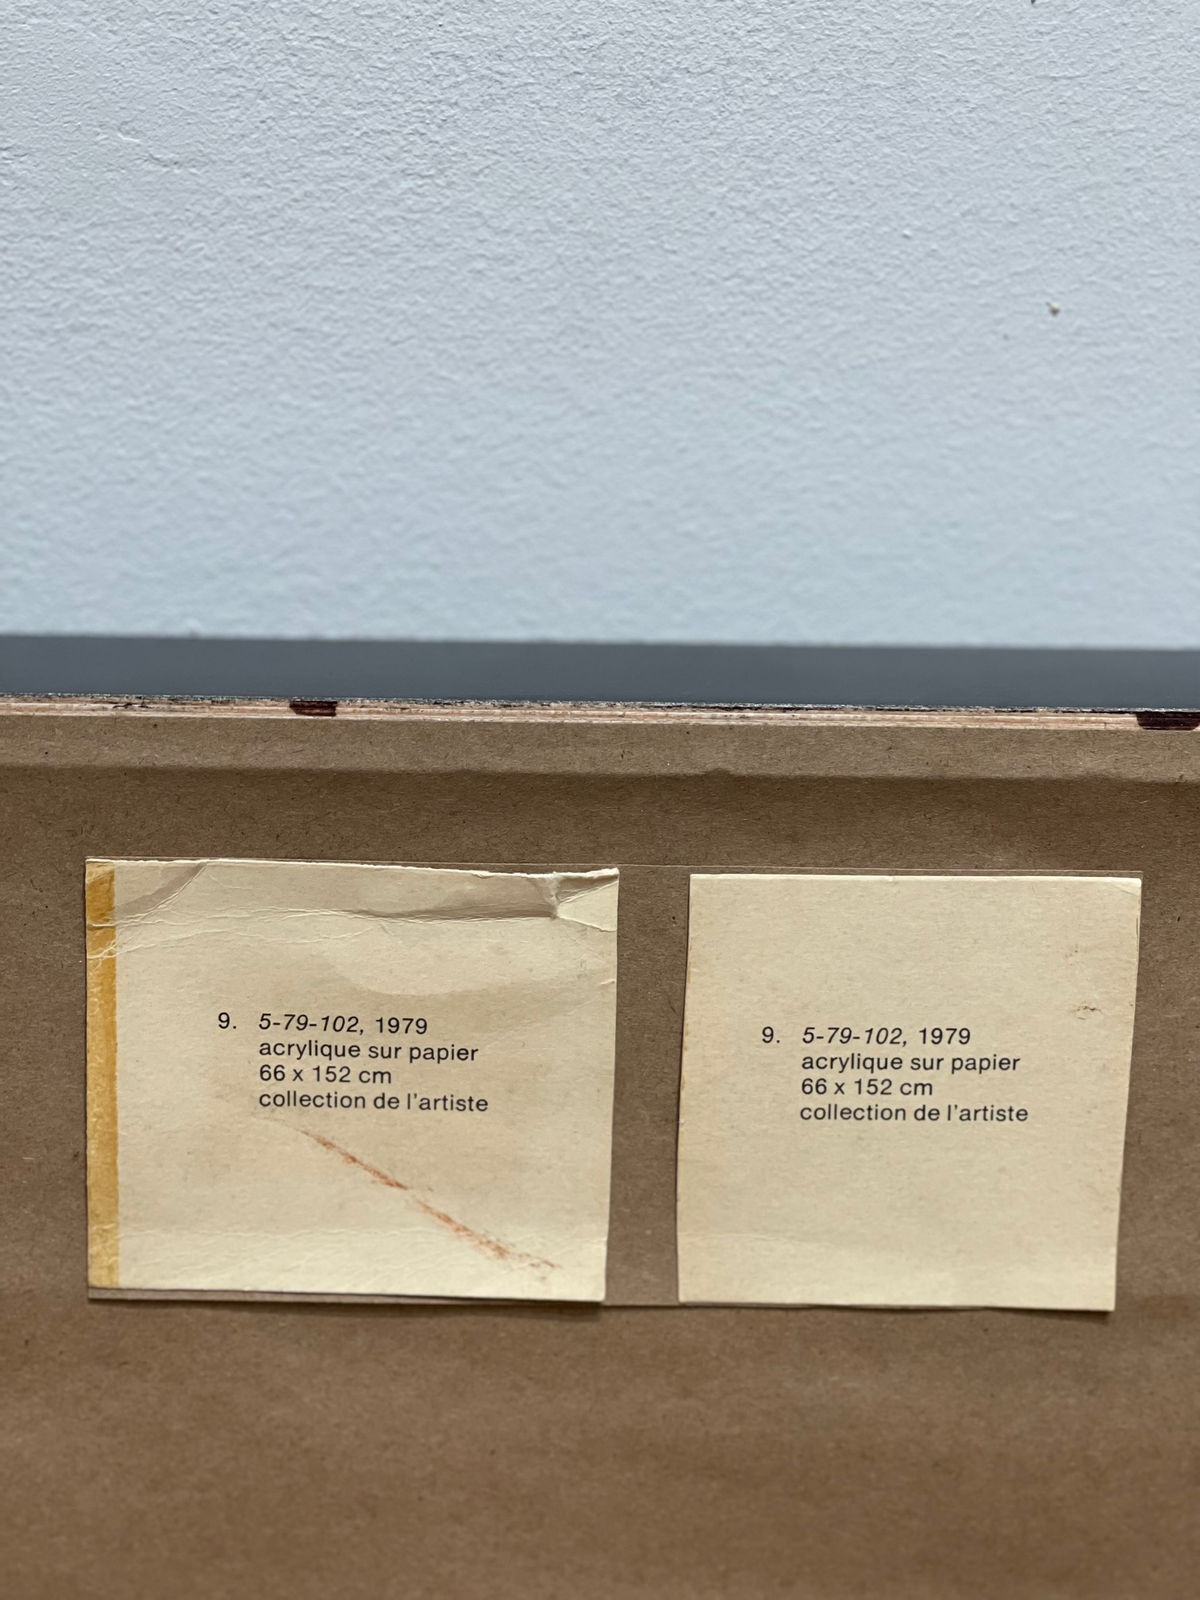 9. 5-79-102, 1979
acrylique sur papier
66 x 152 cm
collection de l'artiste
9. 5-79-102, 1979
acrylique sur papier
66 x 152 cm
collection de l'artiste